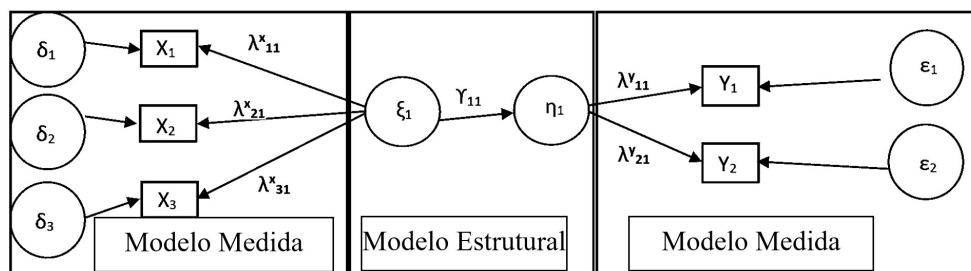 δ₁
X₁
λˣ₁₁
δ₂
X₂
λˣ₂₁
δ₃
X₃
λˣ₃₁
Modelo Medida
ξ₁
ϒ₁₁
η₁
Modelo Estrutural
λʸ₁₁
Y₁
ε₁
λʸ₂₁
Y₂
ε₂
Modelo Medida